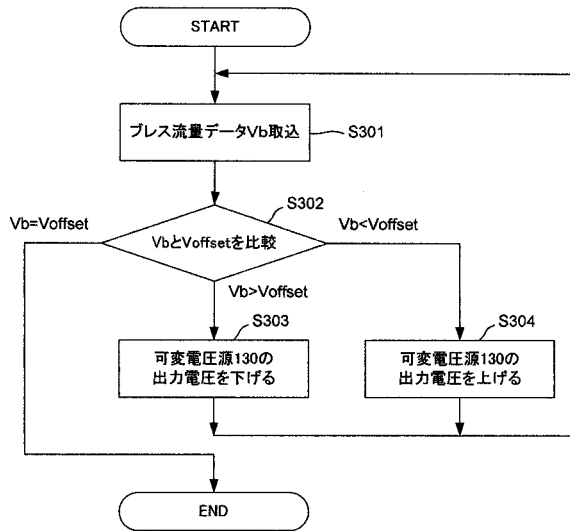 START
ブレス流量データVb取込
S301
S302
Vb=Voffset
VbとVoffsetを比較
Vb<Voffset
Vb>Voffset
S303
S304
可変電圧源130の
出力電圧を下げる
可変電圧源130の
出力電圧を上げる
END